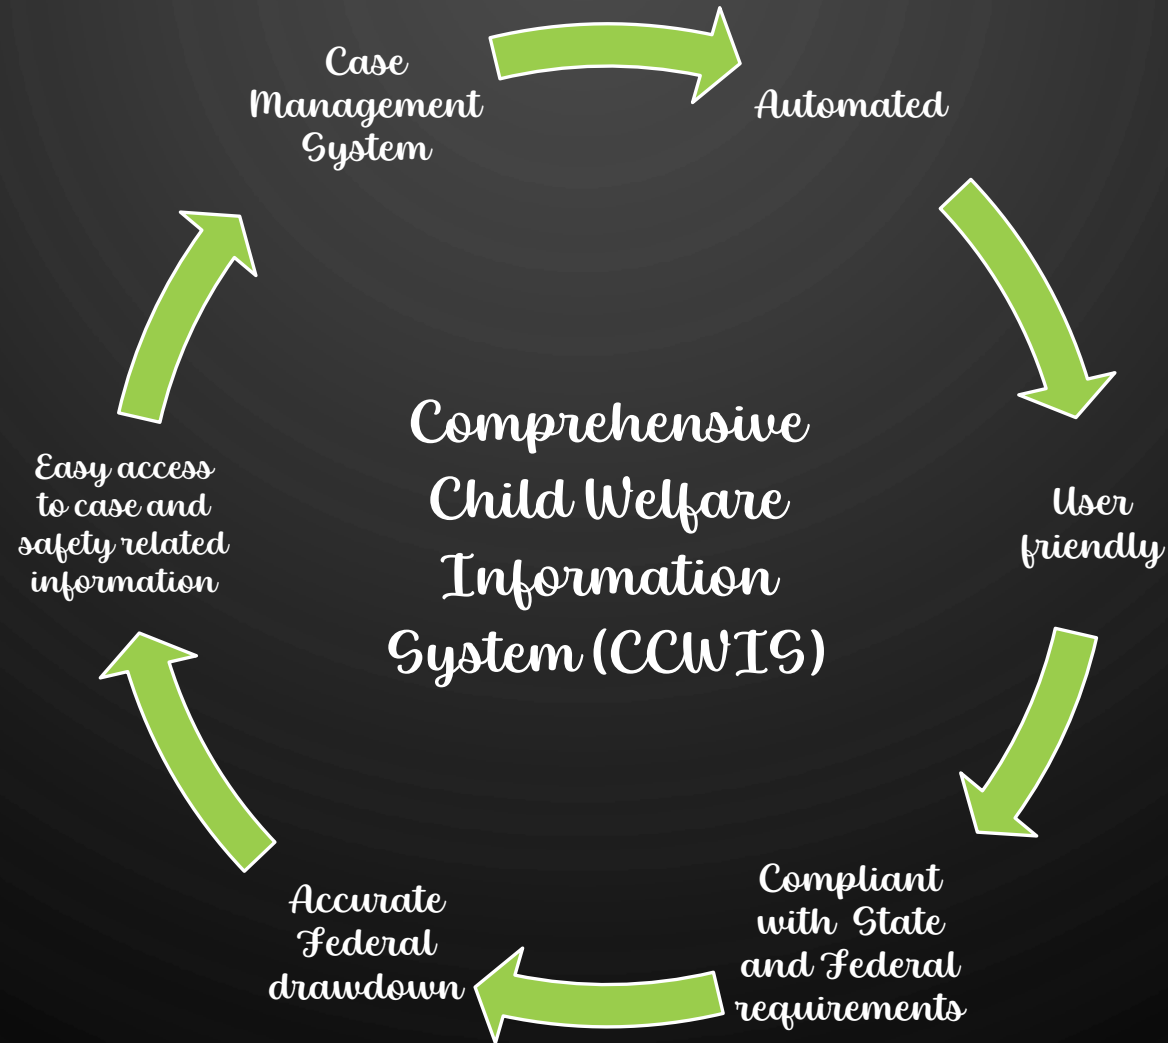 Case
Management
System
Automated
User
friendly
Compliant
with State
and Federal
requirements
Accurate
Federal
drawdown
Easy access
to case and
safety related
information
Comprehensive
Child Welfare
Information
System (CCWIS)